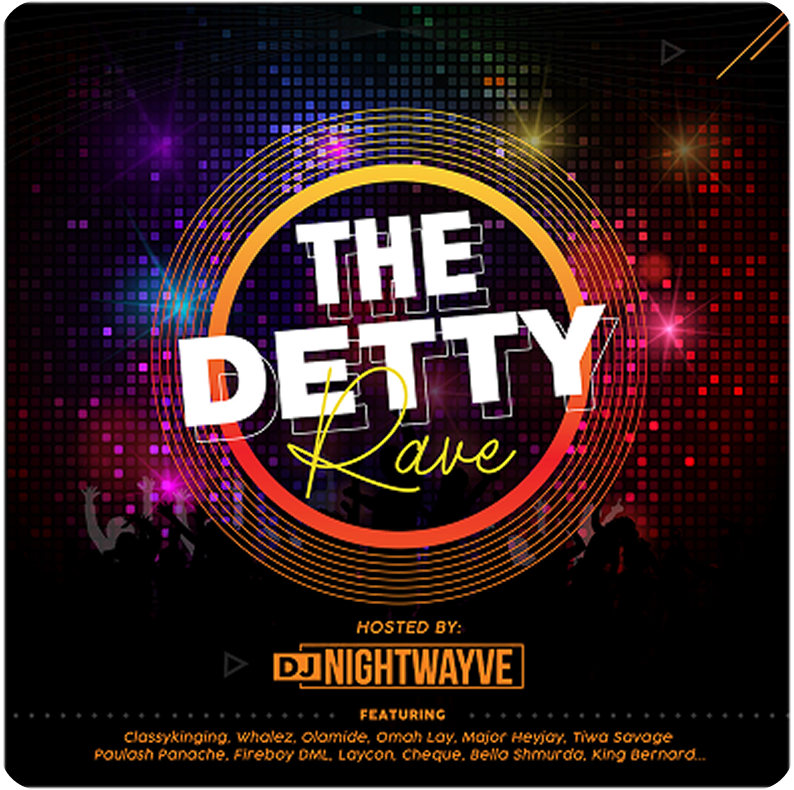 THE
DETTY
Rave
HOSTED BY:
DJ NIGHTWAYVE
FEATURING
Classykinging, Whalez, Olamide, Omah Lay, Major Heyjay, Tiwa Savage
Paulash Panache, Fireboy DML, Laycon, Cheque, Bella Shmurda, King Bernard...